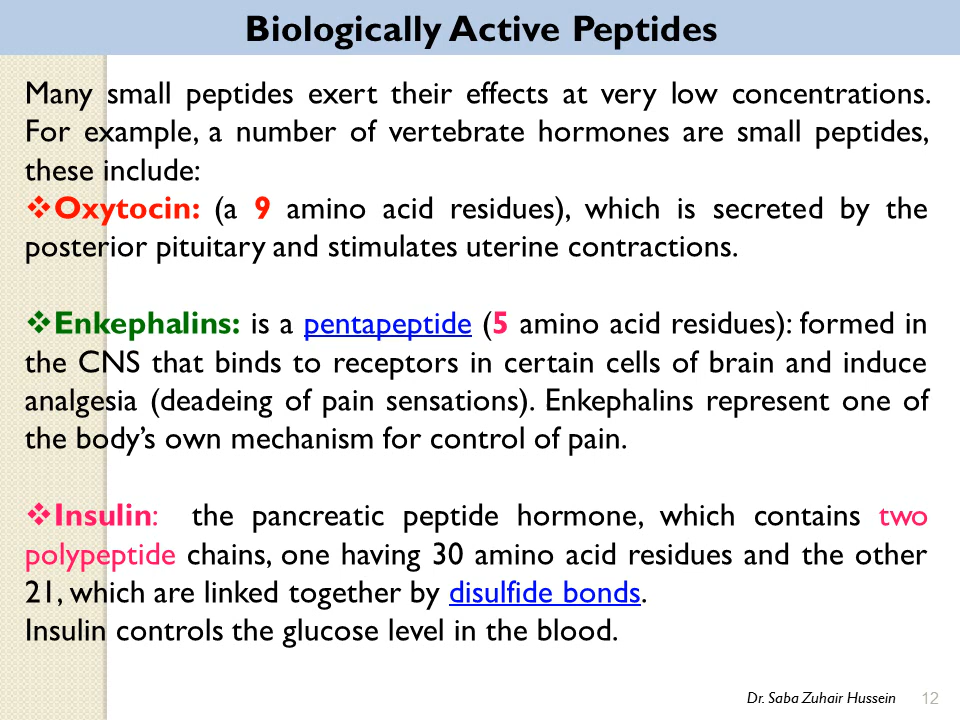 Biologically Active Peptides
Many small peptides exert their effects at very low concentrations.
For example, a number of vertebrate hormones are small peptides,
these include:
❖Oxytocin: (a 9 amino acid residues), which is secreted by the
posterior pituitary and stimulates uterine contractions.
❖Enkephalins: is a pentapeptide (5 amino acid residues): formed in
the CNS that binds to receptors in certain cells of brain and induce
analgesia (deadeing of pain sensations). Enkephalins represent one of
the body’s own mechanism for control of pain.
❖Insulin: the pancreatic peptide hormone, which contains two
polypeptide chains, one having 30 amino acid residues and the other
21, which are linked together by disulfide bonds.
Insulin controls the glucose level in the blood.
Dr. Saba Zuhair Hussein 12